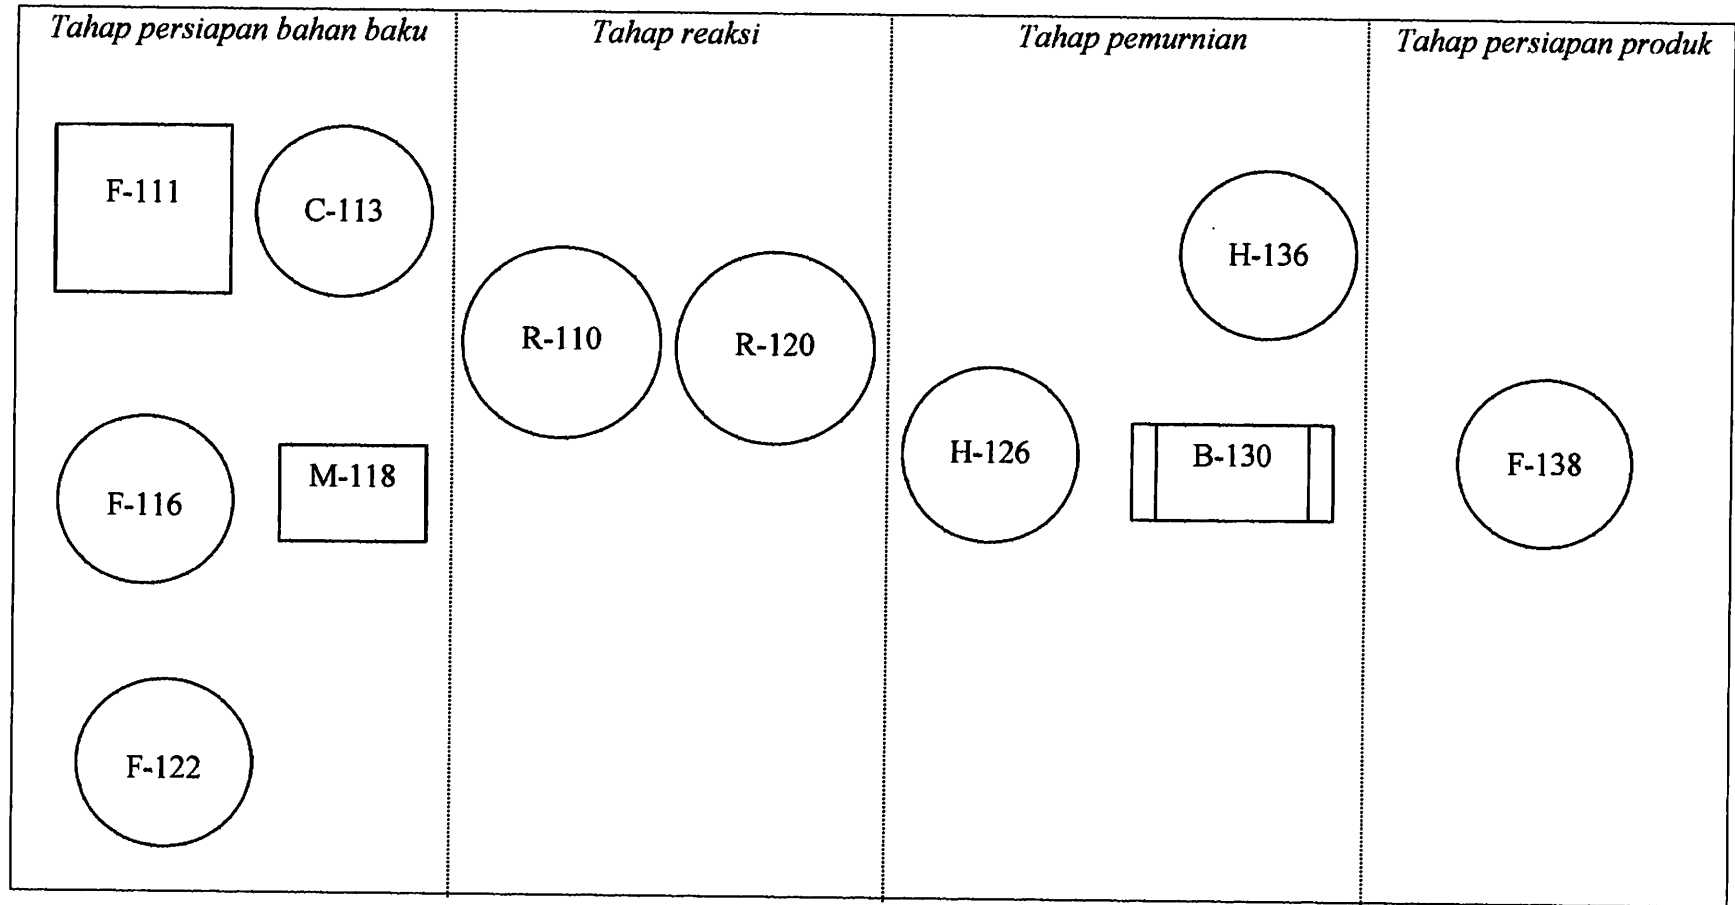 Tahap persiapan bahan baku
F-111
C-113
F-116
M-118
F-122
Tahap reaksi
R-110
R-120
Tahap pemurnian
H-136
H-126
B-130
Tahap persiapan produk
F-138